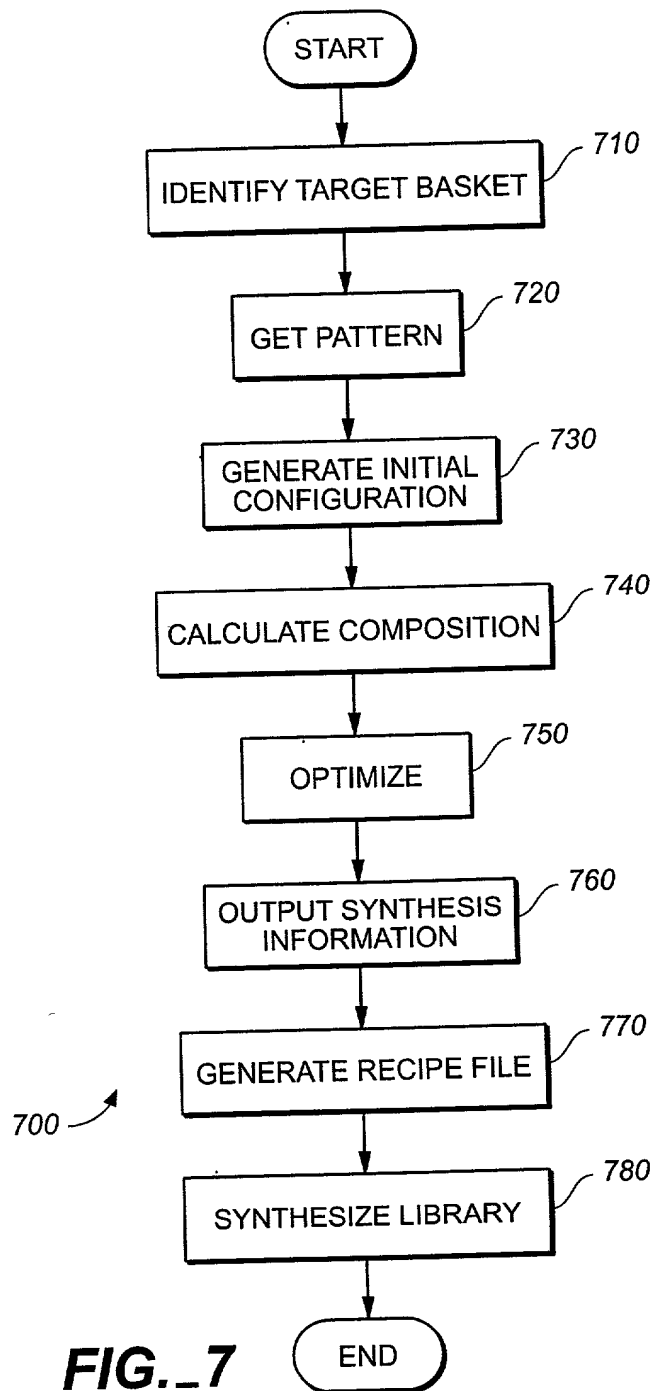 START
710
IDENTIFY TARGET BASKET
720
GET PATTERN
730
GENERATE INITIAL
CONFIGURATION
740
CALCULATE COMPOSITION
750
OPTIMIZE
760
OUTPUT SYNTHESIS
INFORMATION
770
GENERATE RECIPE FILE
700
780
SYNTHESIZE LIBRARY
END
FIG._7